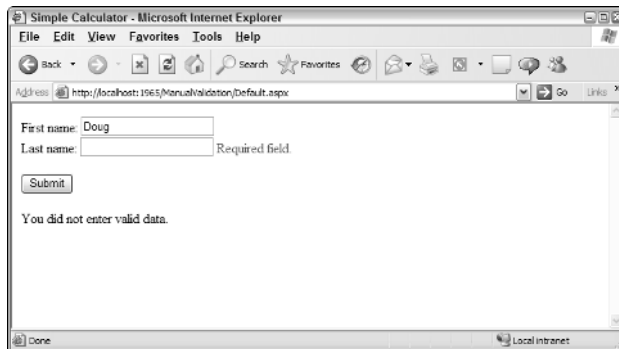 Simple Calculator - Microsoft Internet Explorer
File Edit View Favorites Tools Help
Back Search Favorites
Address http://localhost:1965/ManualValidation/Default.aspx Go Links »
First name: Doug
Last name: Required field.
Submit
You did not enter valid data.
Done Local intranet